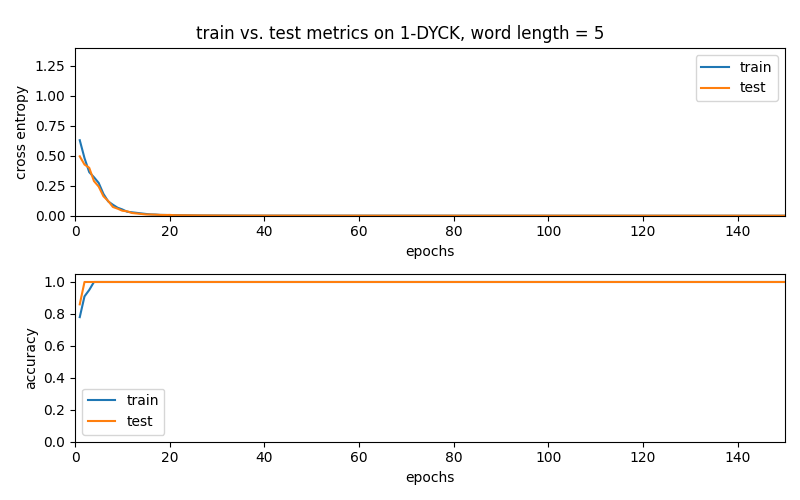 train vs. test metrics on 1-DYCK, word length = 5
cross entropy
1.25
1.00
0.75
0.50
0.25
0.00
train
test
0 20 40 60 80 100 120 140
epochs
accuracy
1.0
0.8
0.6
0.4
0.2
0.0
train
test
0 20 40 60 80 100 120 140
epochs